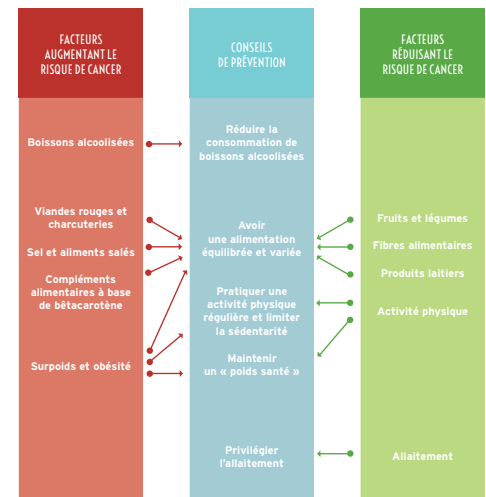 FACTEURS
AUGMENTANT LE
RISQUE DE CANCER
Boissons alcoolisées
Viandes rouges et
charcuteries
Sel et aliments salés
Compléments
alimentaires à base
de bêtacarotène
Surpoids et obésité
CONSEILS
DE PRÉVENTION
Réduire la
consommation de
boissons alcoolisées
Avoir
une alimentation
équilibrée et variée
Pratiquer une
activité physique
régulière et limiter
la sédentarité
Maintenir
un « poids santé »
Privilégier
l'allaitement
FACTEURS
RÉDUISANT LE
RISQUE DE CANCER
Fruits et légumes
Fibres alimentaires
Produits laitiers
Activité physique
Allaitement